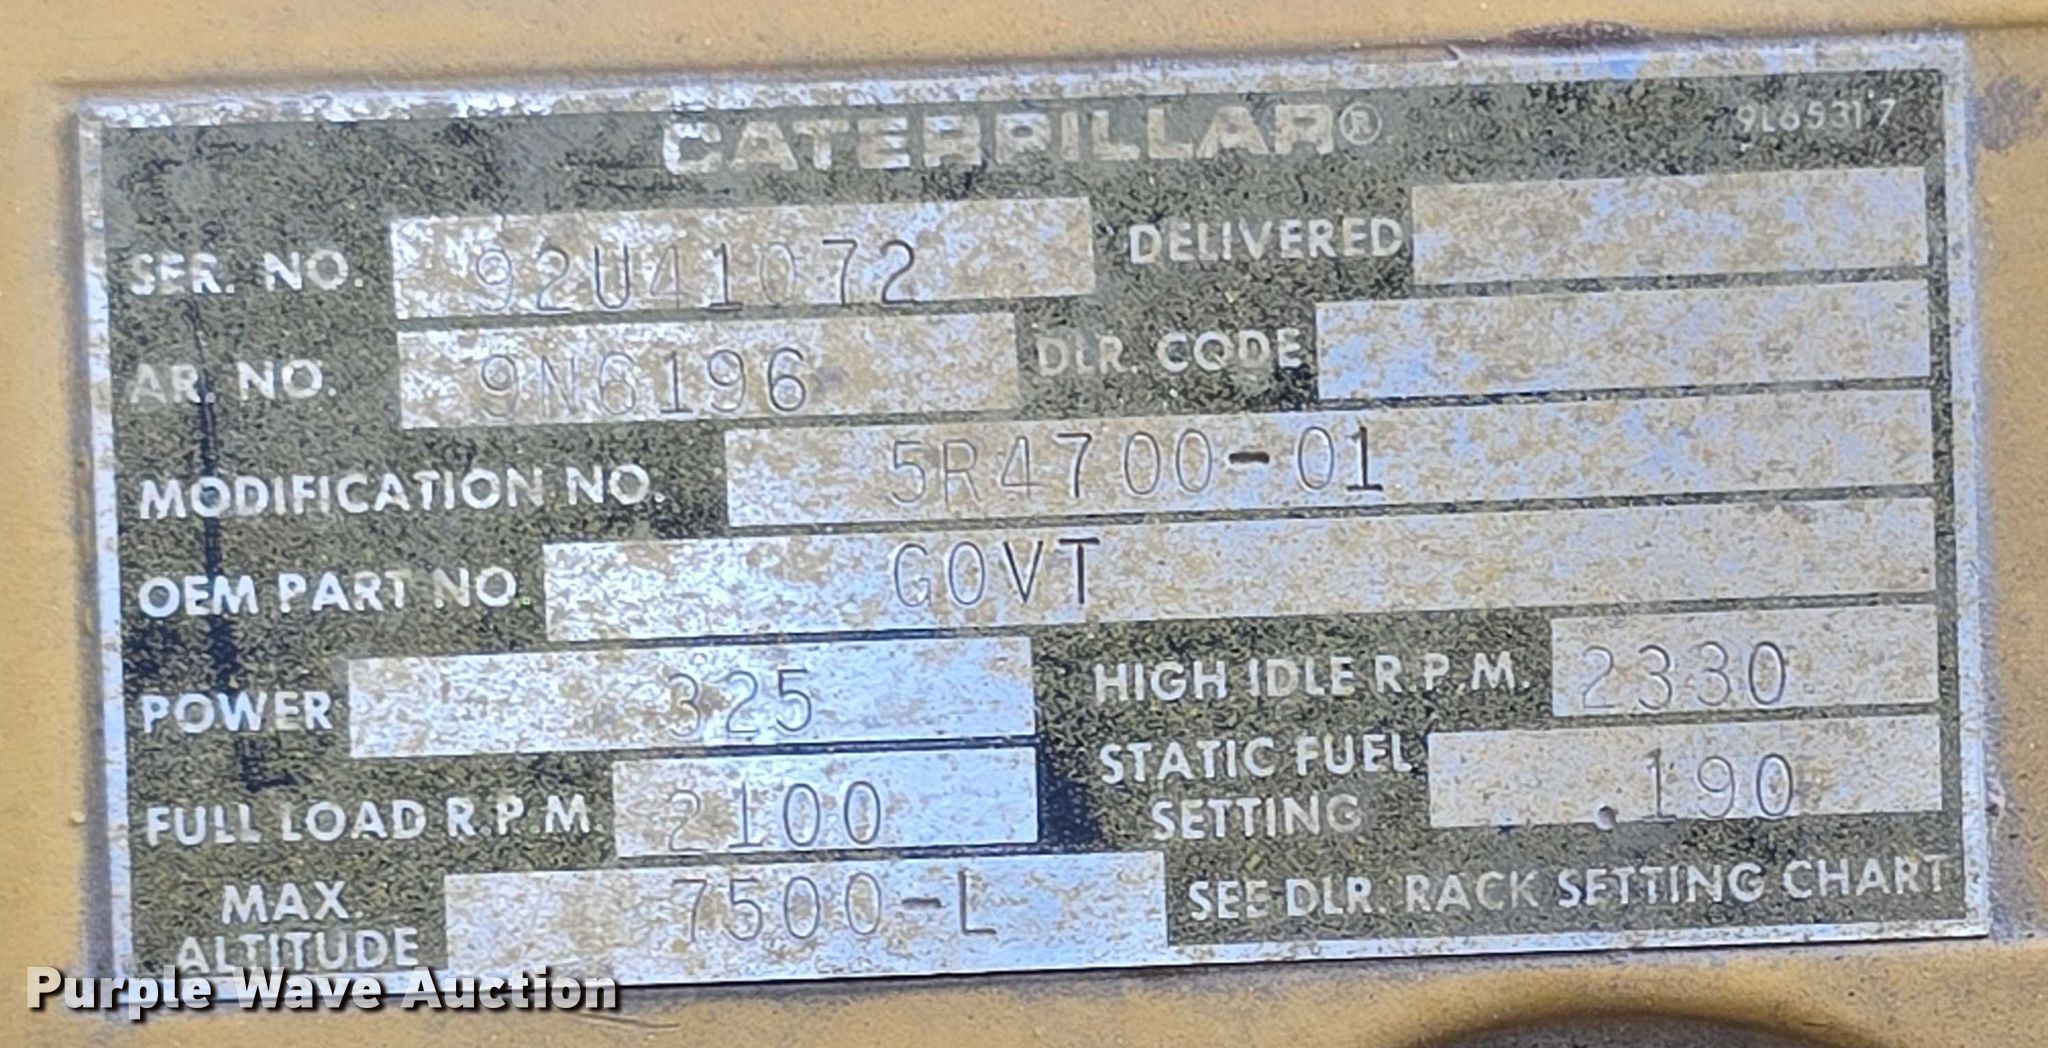 CATERPILLAR® 9L6531'7
SER. NO. 92U41072 DELIVERED
AR. NO. 9N6196 DLR. CODE
MODIFICATION NO. 5R4700-01
OEM PART NO. GOVT
POWER 325 HIGH IDLE R.P.M. 2330
FULL LOAD R.P.M. 2100 STATIC FUEL SETTING .190
MAX. ALTITUDE 7500-L SEE DLR. RACK SETTING CHART
Purple Wave Auction